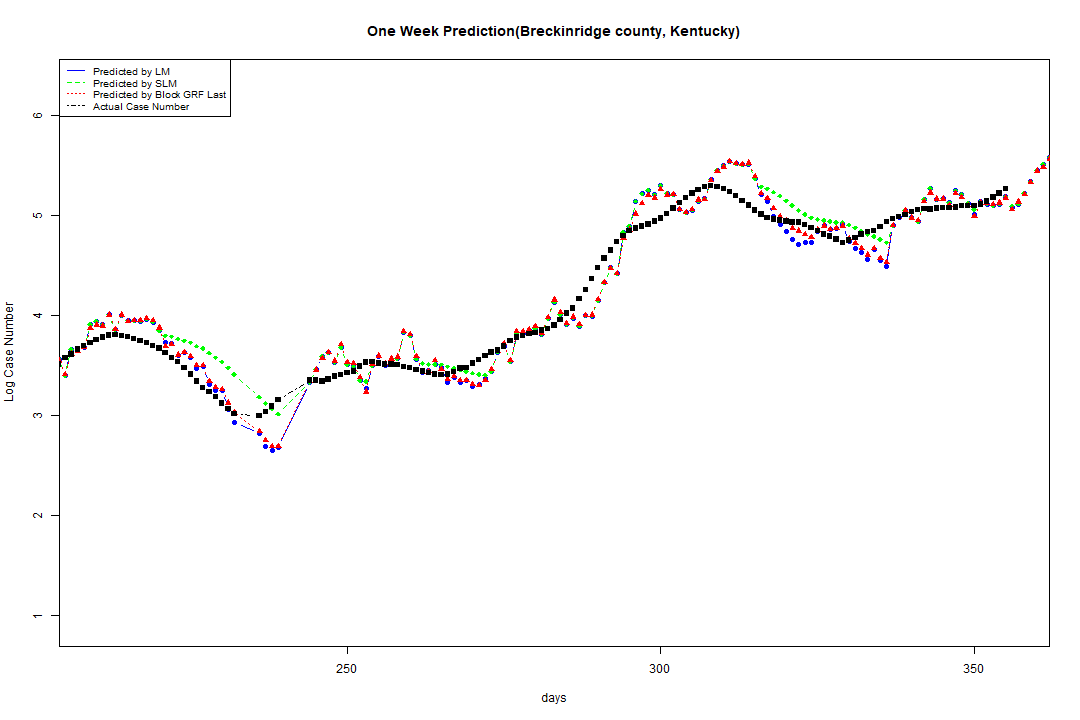 One Week Prediction(Breckinridge county, Kentucky)
Predicted by LM
Predicted by SLM
Predicted by Block GRF Last
Actual Case Number
Log Case Number
6
5
4
3
2
1
250
300
350
days